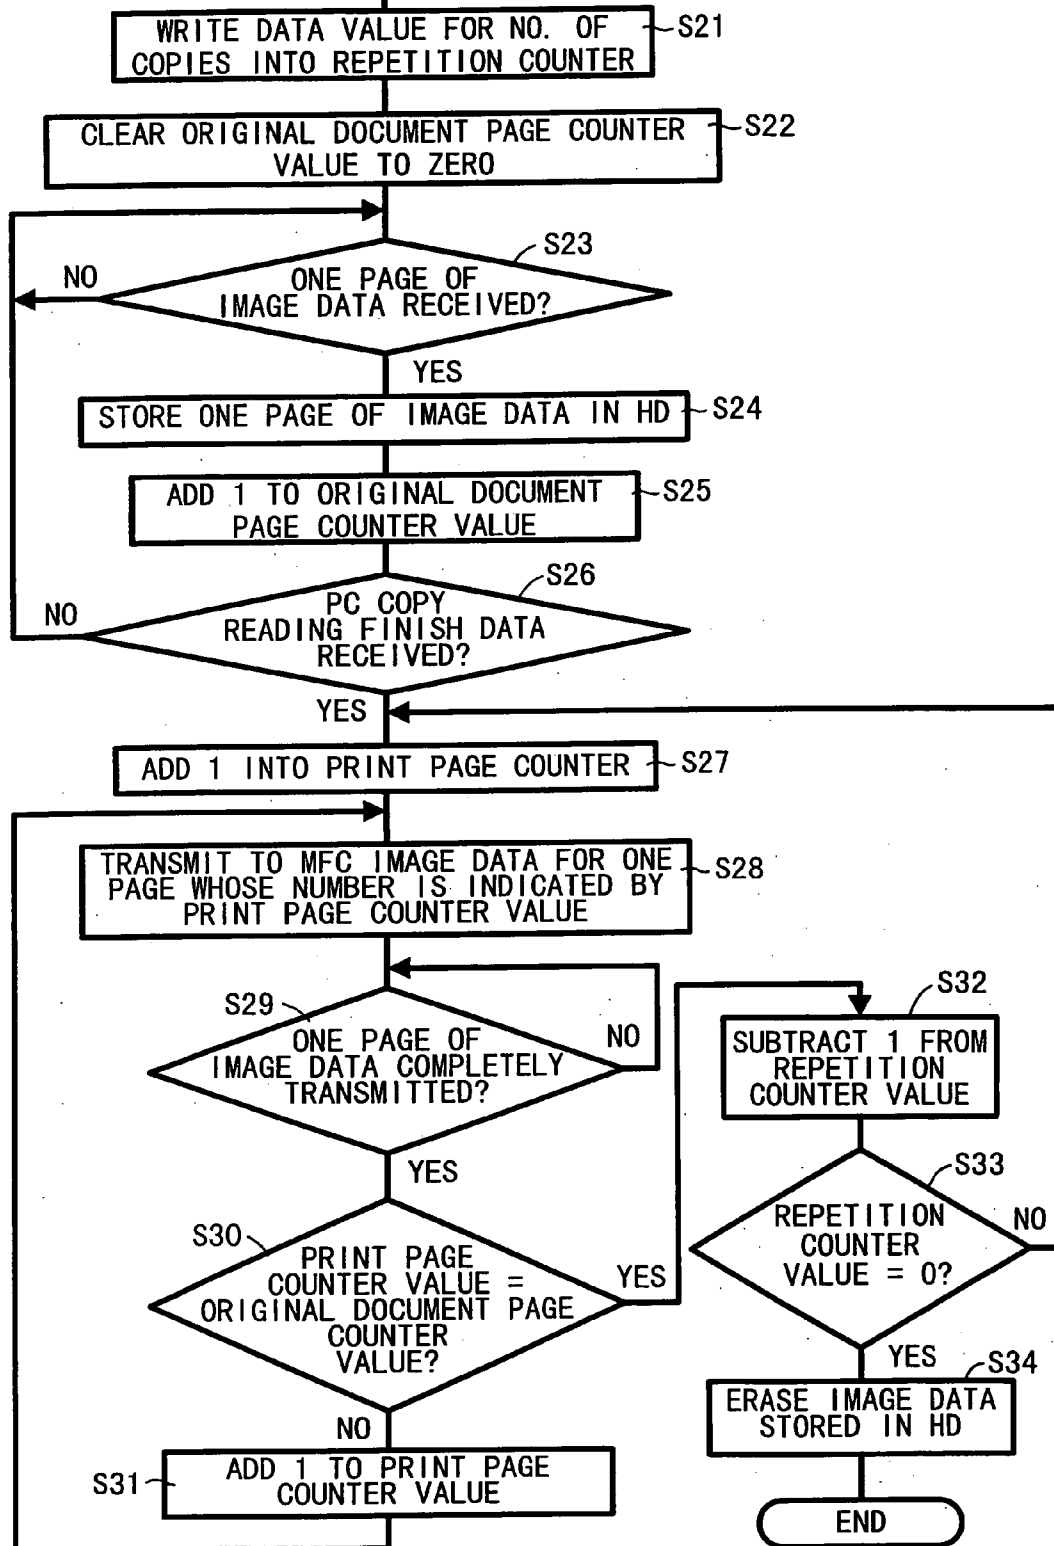 WRITE DATA VALUE FOR NO. OF
COPIES INTO REPETITION COUNTER
S21
CLEAR ORIGINAL DOCUMENT PAGE COUNTER
VALUE TO ZERO
S22
S23
NO
ONE PAGE OF
IMAGE DATA RECEIVED?
YES
STORE ONE PAGE OF IMAGE DATA IN HD
S24
ADD 1 TO ORIGINAL DOCUMENT
PAGE COUNTER VALUE
S25
S26
NO
PC COPY
READING FINISH DATA
RECEIVED?
YES
ADD 1 INTO PRINT PAGE COUNTER
S27
TRANSMIT TO MFC IMAGE DATA FOR ONE
PAGE WHOSE NUMBER IS INDICATED BY
PRINT PAGE COUNTER VALUE
S28
S29
ONE PAGE OF
IMAGE DATA COMPLETELY
TRANSMITTED?
NO
YES
S30
PRINT PAGE
COUNTER VALUE =
ORIGINAL DOCUMENT PAGE
COUNTER
VALUE?
YES
NO
S31
ADD 1 TO PRINT PAGE
COUNTER VALUE
S32
SUBTRACT 1 FROM
REPETITION
COUNTER VALUE
S33
REPETITION
COUNTER
VALUE = 0?
NO
YES
S34
ERASE IMAGE DATA
STORED IN HD
END